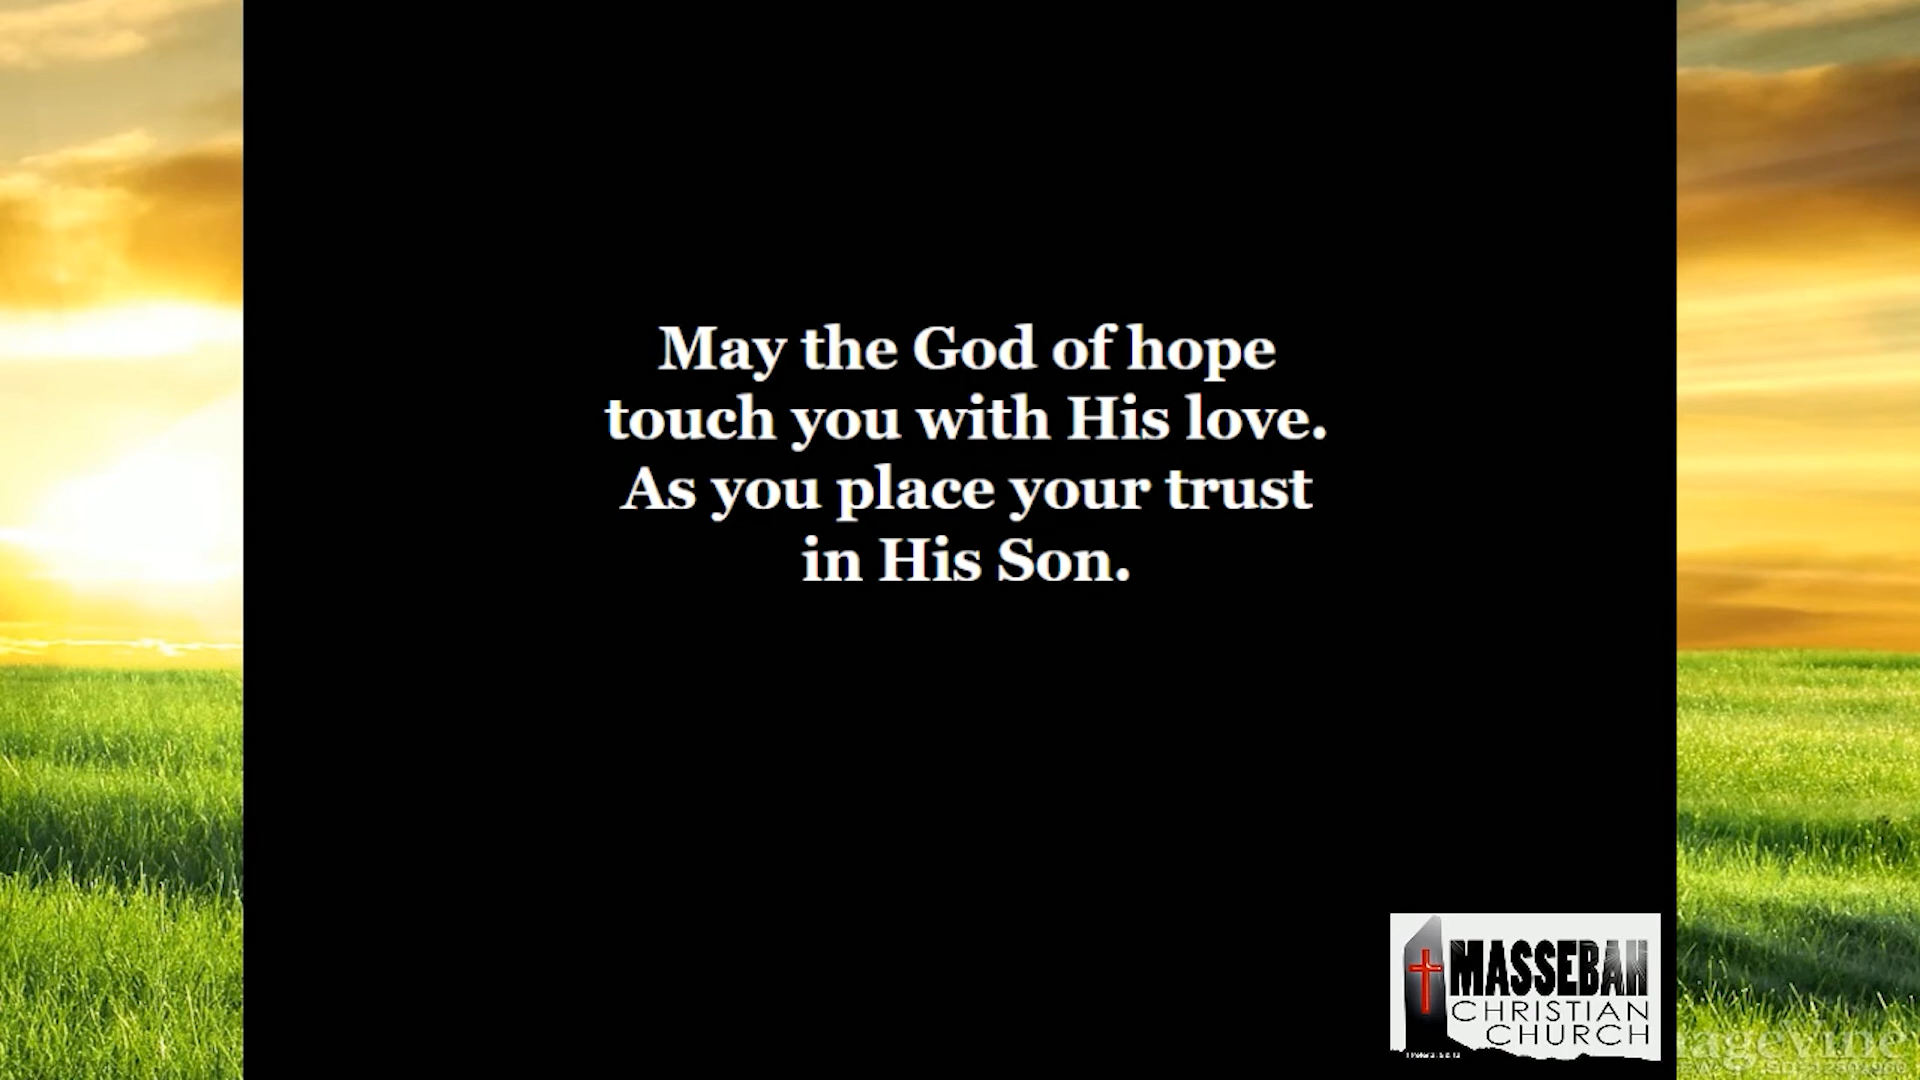 May the God of hope
touch you with His love.
As you place your trust
in His Son.
MASSEBAH
CHRISTIAN
CHURCH